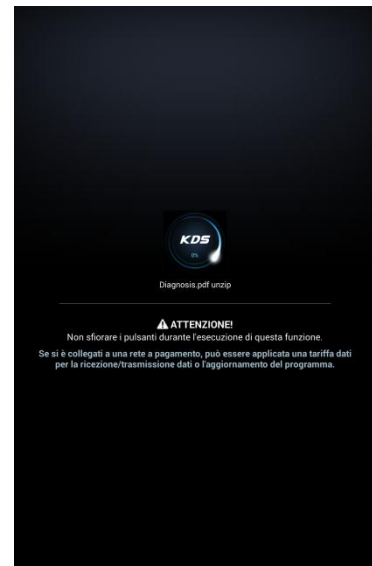 KDS
0%
Diagnosis.pdf unzip
ATTENZIONE!
Non sfiorare i pulsanti durante l'esecuzione di questa funzione.
Se si è collegati a una rete a pagamento, può essere applicata una tariffa dati
per la ricezione/trasmissione dati o l'aggiornamento del programma.